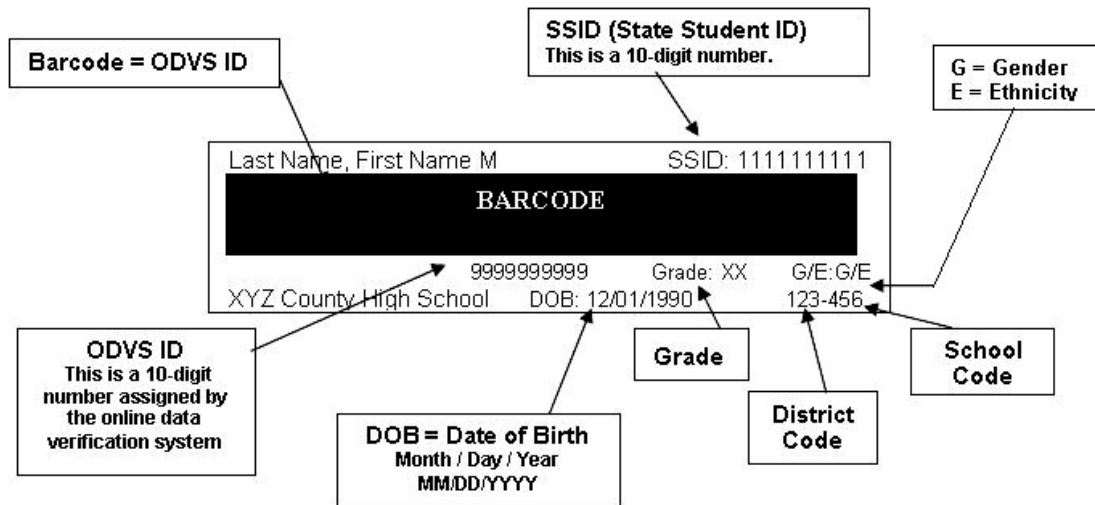 Barcode = ODVS ID
SSID (State Student ID)
This is a 10-digit number.
G = Gender
E = Ethnicity
Last Name, First Name M SSID: 1111111111
BARCODE
9999999999 Grade: XX G/E:G/E
XYZ County High School DOB: 12/01/1990 123-456
ODVS ID
This is a 10-digit
number assigned by
the online data
verification system
DOB = Date of Birth
Month / Day / Year
MM/DD/YYYY
Grade
District
Code
School
Code